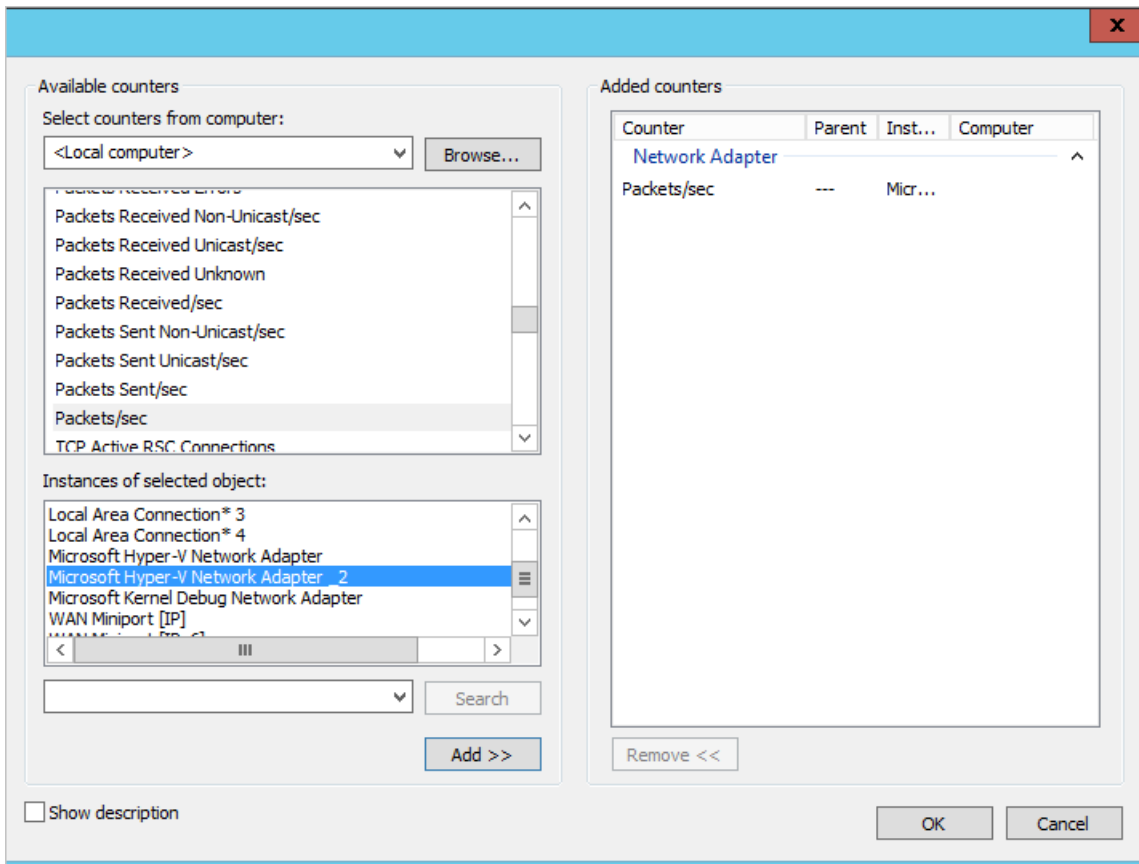 x
Available counters
Select counters from computer:
<Local computer>
Browse...
Packets Received Errors
Packets Received Non-Unicast/sec
Packets Received Unicast/sec
Packets Received Unknown
Packets Received/sec
Packets Sent Non-Unicast/sec
Packets Sent Unicast/sec
Packets Sent/sec
Packets/sec
TCP Active RSC Connections
Instances of selected object:
Local Area Connection* 3
Local Area Connection* 4
Microsoft Hyper-V Network Adapter
Microsoft Hyper-V Network Adapter _2
Microsoft Kernel Debug Network Adapter
WAN Miniport [IP]
Search
Add >>
Show description
Added counters
Counter Parent Inst... Computer
Network Adapter
Packets/sec --- Micr...
Remove <<
OK Cancel